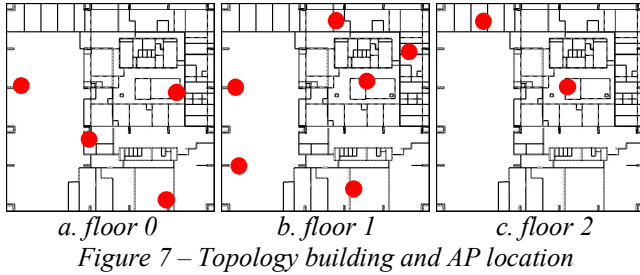 a. floor 0 b. floor 1 c. floor 2
Figure 7 – Topology building and AP location